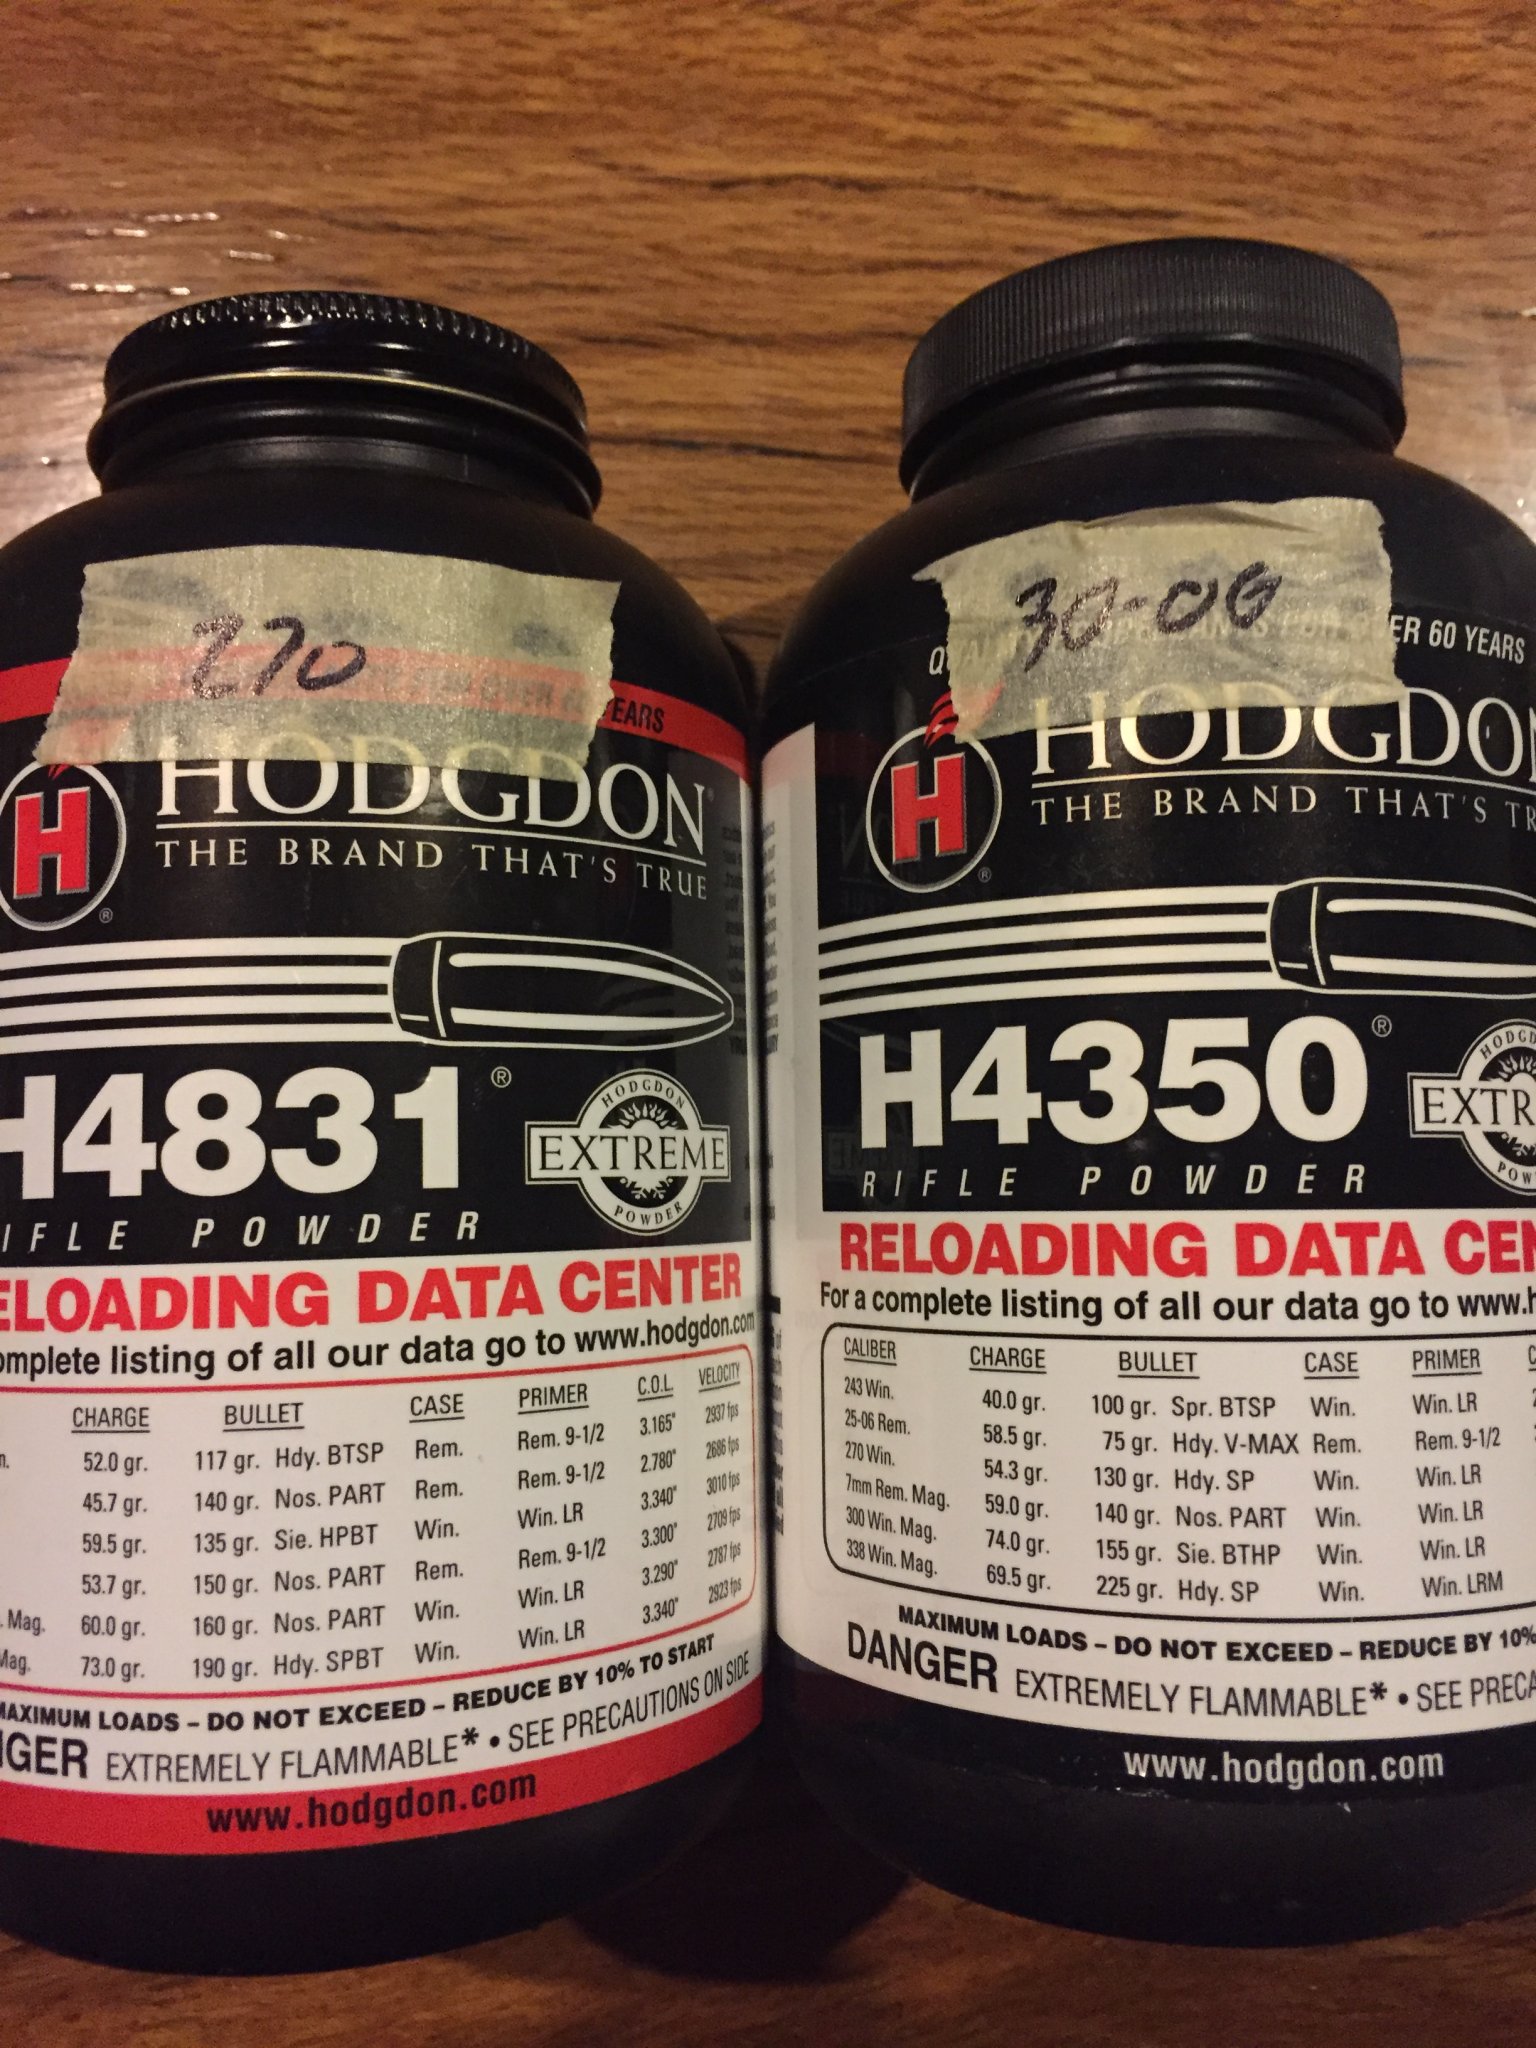 270
EARS
H
HODGDON
THE BRAND THAT'S TRUE
®
H4831®
HODGDON
EXTREME
POWDER
IFLE POWDER
ELOADING DATA CENTER
omplete listing of all our data go to www.hodgdon.com
CHARGE BULLET CASE PRIMER C.O.L. VELOCITY
n. 52.0 gr. 117 gr. Hdy. BTSP Rem. Rem. 9-1/2 3.165" 2937 fps
45.7 gr. 140 gr. Nos. PART Rem. Rem. 9-1/2 2.780" 2686 fps
59.5 gr. 135 gr. Sie. HPBT Win. Win. LR 3.340" 3010 fps
53.7 gr. 150 gr. Nos. PART Rem. Rem. 9-1/2 3.300" 2709 fps
. Mag. 60.0 gr. 160 gr. Nos. PART Win. Win. LR 3.290" 2787 fps
Mag. 73.0 gr. 190 gr. Hdy. SPBT Win. Win. LR 3.340" 2923 fps
MAXIMUM LOADS – DO NOT EXCEED – REDUCE BY 10% TO START
NGER EXTREMELY FLAMMABLE* • SEE PRECAUTIONS ON SIDE
www.hodgdon.com
30-06
ER 60 YEARS
H
HODGDON
THE BRAND THAT'S TR
®
H4350®
HODGD
EXTR
POW
RIFLE POWDER
RELOADING DATA CEN
For a complete listing of all our data go to www.h
CALIBER CHARGE BULLET CASE PRIMER C
243 Win. 40.0 gr. 100 gr. Spr. BTSP Win. Win. LR
25-06 Rem. 58.5 gr. 75 gr. Hdy. V-MAX Rem. Rem. 9-1/2
270 Win. 54.3 gr. 130 gr. Hdy. SP Win. Win. LR
7mm Rem. Mag. 59.0 gr. 140 gr. Nos. PART Win. Win. LR
300 Win. Mag. 74.0 gr. 155 gr. Sie. BTHP Win. Win. LR
338 Win. Mag. 69.5 gr. 225 gr. Hdy. SP Win. Win. LRM
MAXIMUM LOADS – DO NOT EXCEED – REDUCE BY 10%
DANGER EXTREMELY FLAMMABLE* • SEE PRECA
www.hodgdon.com